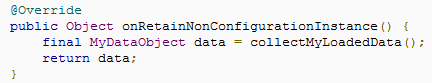 @Override
public Object onRetainNonConfigurationInstance() {
    final MyDataObject data = collectMyLoadedData();
    return data;
}